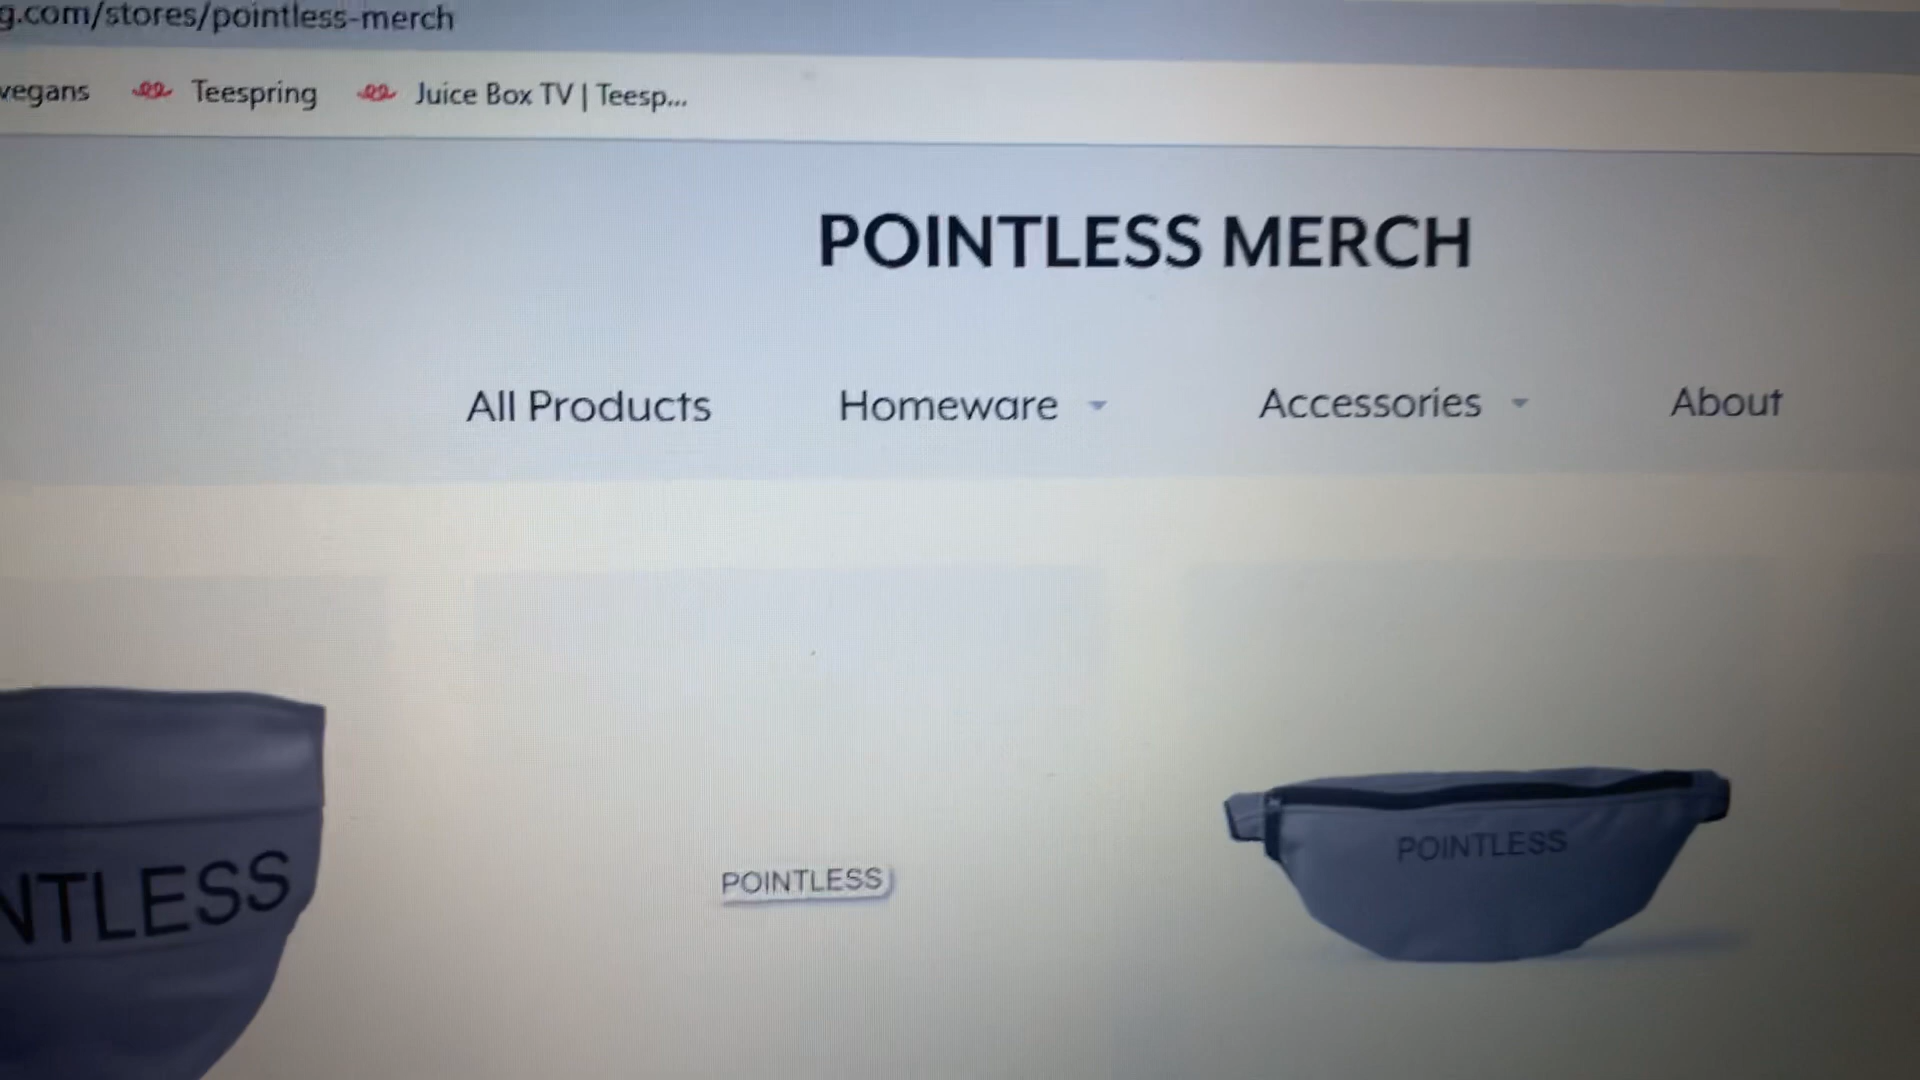 g.com/stores/pointless-merch
vegans Teespring Juice Box TV | Teesp...
POINTLESS MERCH
All Products Homeware Accessories About
NTLESS
POINTLESS
POINTLESS